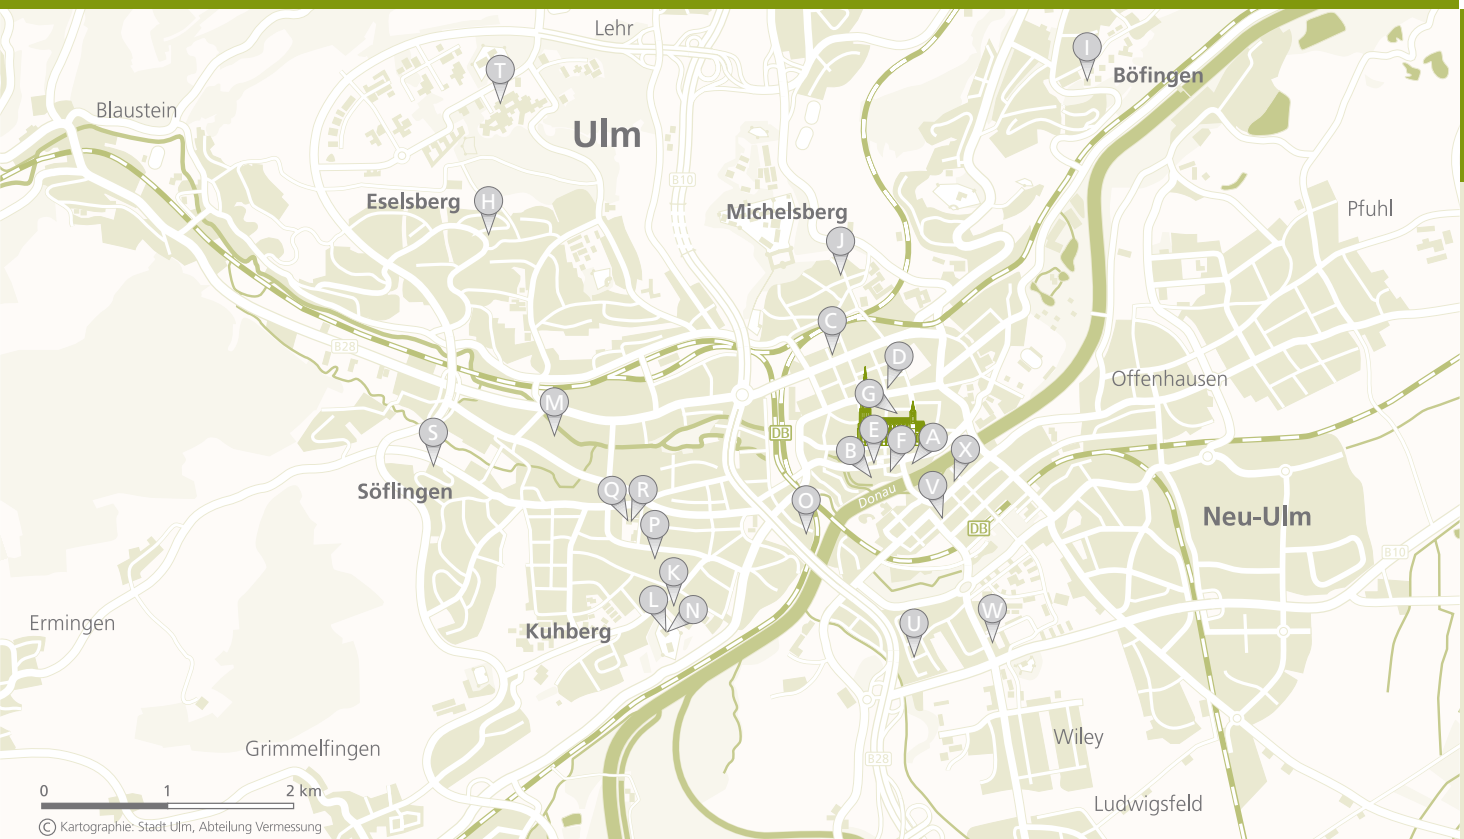 Lehr
I
Böfingen
T
Blaustein
Ulm
B10
Eselsberg
H
Michelsberg
Pfuhl
J
C
B28
D
Offenhausen
G
M
S
DB
E
F
A
B
X
Söflingen
Q
R
O
Donau
V
P
DB
Neu-Ulm
B10
K
L
N
Ermingen
Kuhberg
U
W
Grimmelfingen
Wiley
B28
0 1 2 km
Ludwigsfeld
© Kartographie: Stadt Ulm, Abteilung Vermessung